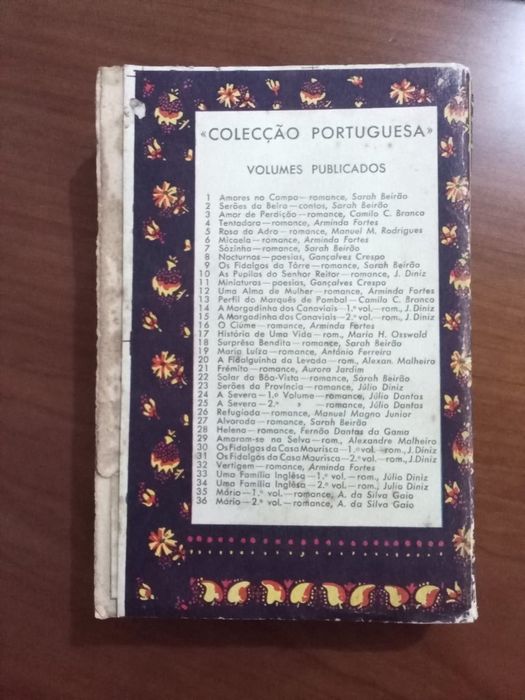 «COLECÇÃO PORTUGUESA»
VOLUMES PUBLICADOS
1 Amores no Campo—romance, Sarah Beirão
2 Serões da Beira—contos, Sarah Beirão
3 Amor de Perdição—romance, Camilo C. Branco
4 Tentadora—romance, Arminda Fortes
5 Rosa do Adro—romance, Manuel M. Rodrigues
6 Micaela—romance, Arminda Fortes
7 Sòzinha—romance, Sarah Beirão
8 Nocturnos—poesias, Gonçalves Crespo
9 Os Fidalgos da Tôrre—romance, Sarah Beirão
10 As Pupilas do Senhor Reitor—romance, J. Diniz
11 Miniaturas—poesias, Gonçalves Crespo
12 Uma Alma de Mulher—romance, Arminda Fortes
13 Perfil do Marquês de Pombal—Camilo C. Branco
14 A Morgadinha dos Canaviais—1.º vol.—rom., J. Diniz
15 A Morgadinha dos Canaviais—2.º vol.—rom., J. Diniz
16 O Ciúme—romance, Arminda Fortes
17 História de Uma Vida—rom., Maria H. Osswald
18 Surprêsa Bendita—romance, Sarah Beirão
19 Maria Luíza—romance, António Ferreira
20 A Fidalguinha da Levada—rom., Alexan. Malheiro
21 Frémito—romance, Aurora Jardim
22 Solar da Bôa-Vista—romance, Sarah Beirão
23 Serões da Província—romance, Júlio Diniz
24 A Severa—1.º Volume—romance, Júlio Dantas
25 A Severa—2.º » —romance, Júlio Dantas
26 Refugiada—romance, Manuel Magno Junior
27 Alvorada—romance, Sarah Beirão
28 Helena—romance, Fernão Dantas da Gama
29 Amaram-se na Selva—rom., Alexandre Malheiro
30 Os Fidalgos da Casa Mourisca—1.º vol.—rom., J. Diniz
31 Os Fidalgos da Casa Mourisca—2.º vol.—rom., J. Diniz
32 Vertigem—romance, Arminda Fortes
33 Uma Família Inglêsa—1.º vol.—rom., Júlio Diniz
34 Uma Família Inglêsa—2.º vol.—rom., Júlio Diniz
35 Mário—1.º vol.—romance, A. da Silva Gaio
36 Mário—2.º vol.—romance, A. da Silva Gaio